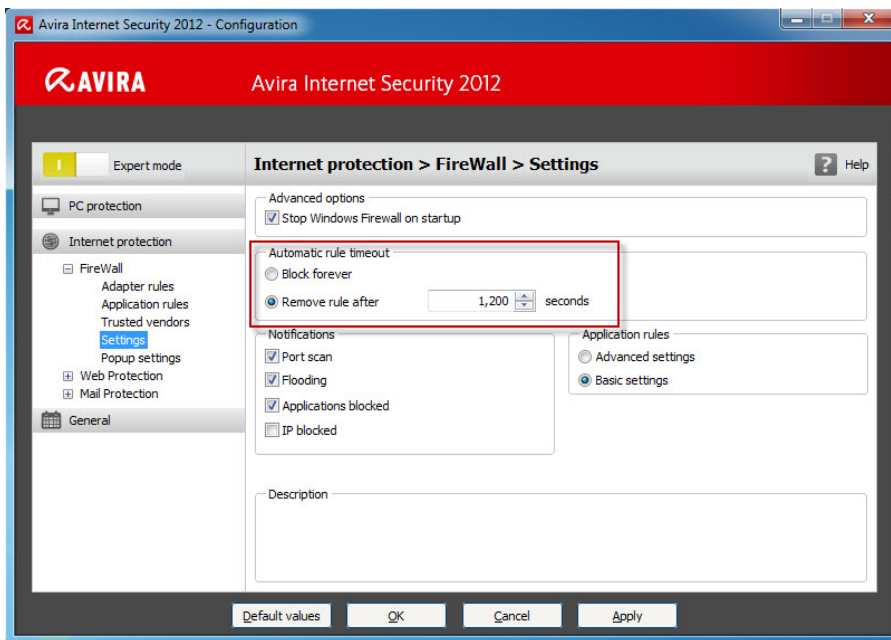 Avira Internet Security 2012 - Configuration
AVIRA
Avira Internet Security 2012
Expert mode
Internet protection > FireWall > Settings
? Help
PC protection
Internet protection
FireWall
Adapter rules
Application rules
Trusted vendors
Settings
Popup settings
Web Protection
Mail Protection
General
Advanced options
Stop Windows Firewall on startup
Automatic rule timeout
Block forever
Remove rule after 1,200 seconds
Notifications
Port scan
Flooding
Applications blocked
IP blocked
Application rules
Advanced settings
Basic settings
Description
Default values OK Cancel Apply